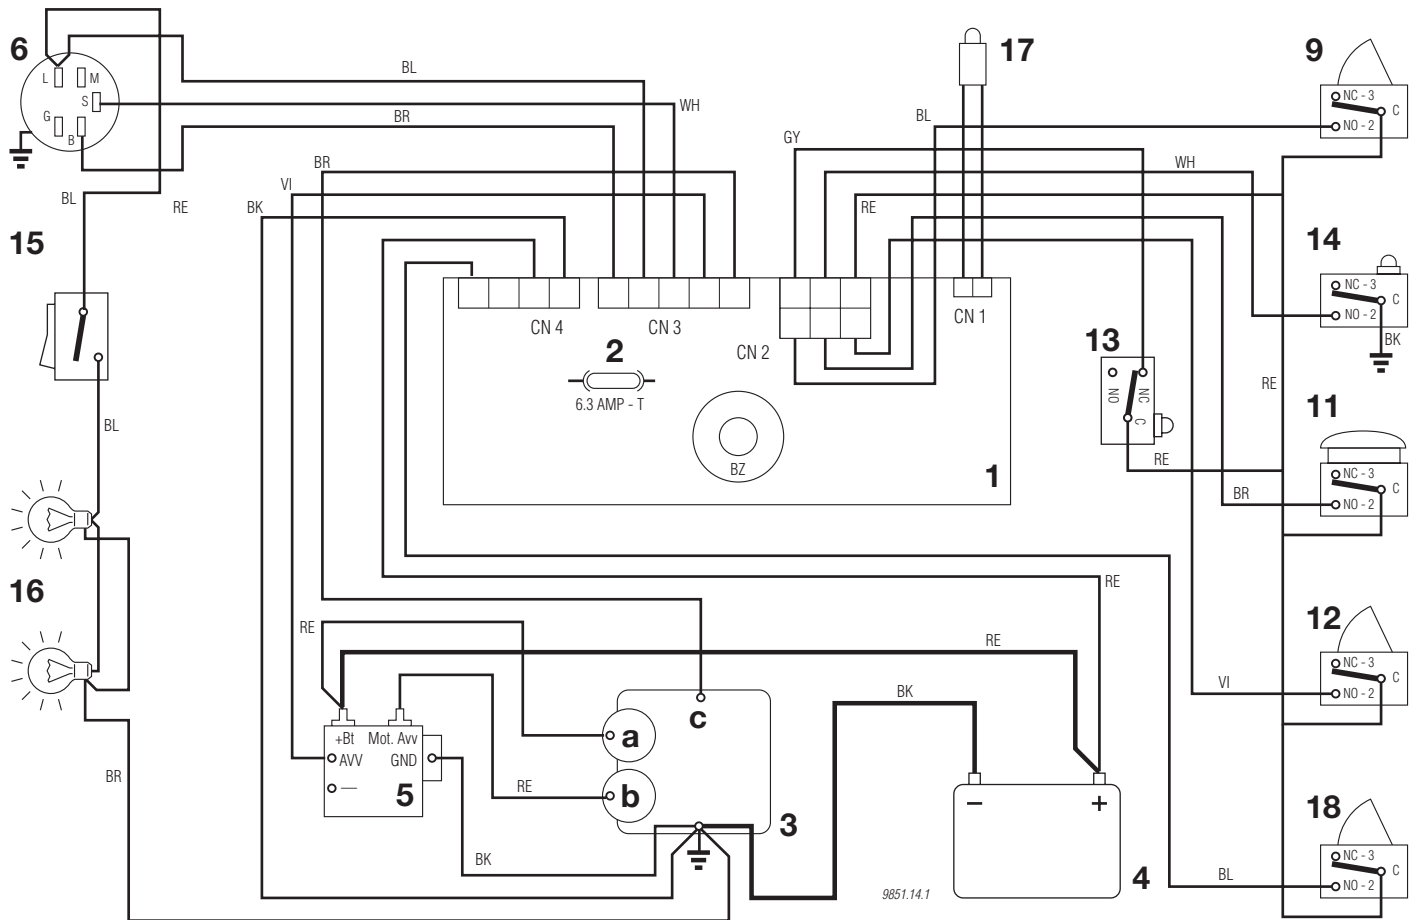 6
L
M
S
G
B
BL
WH
BR
BR
VI
BK
BL
RE
15
BL
16
BR
17
BL
GY
WH
RE
CN 4
CN 3
CN 2
CN 1
2
6.3 AMP - T
BZ
1
13
NO
NC
C
RE
RE
9
NC - 3
C
NO - 2
14
NC - 3
C
NO - 2
BK
11
NC - 3
C
NO - 2
BR
12
NC - 3
C
NO - 2
VI
18
NC - 3
C
NO - 2
BL
RE
RE
RE
+Bt
Mot. Avv
AVV
GND
—
5
RE
BK
a
b
c
3
BK
–
+
4
9851.14.1